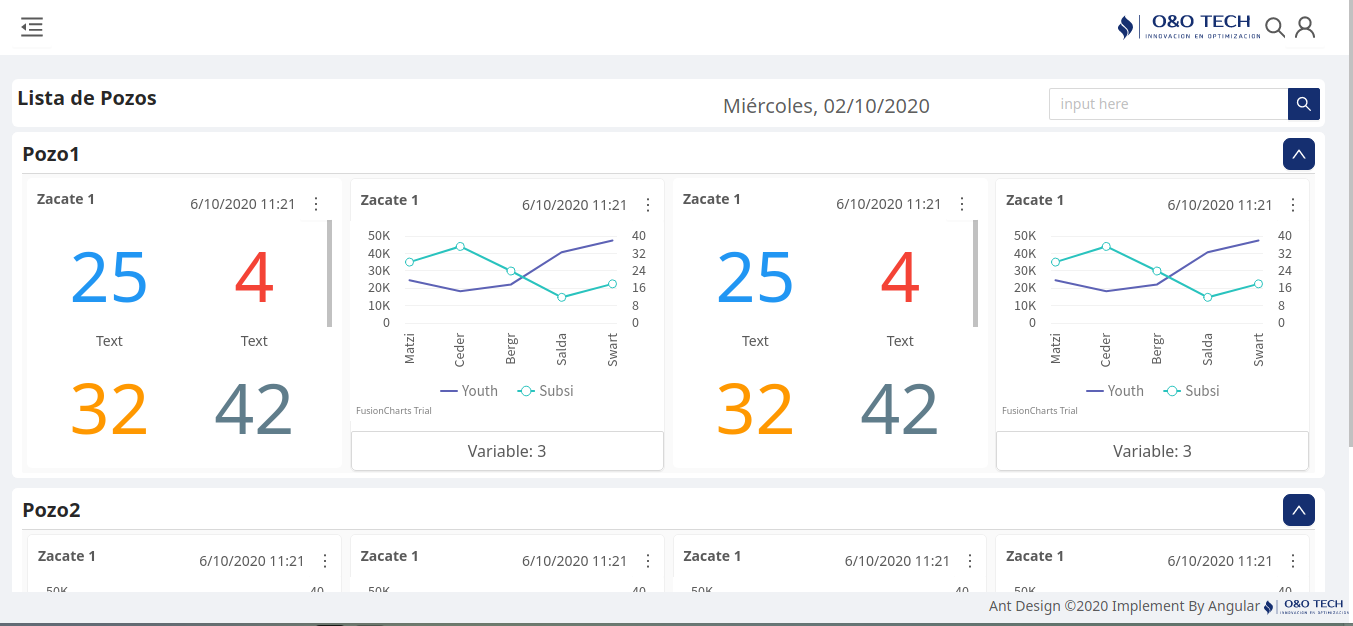 O&O TECH
INNOVACION EN OPTIMIZACION
Lista de Pozos
Miércoles, 02/10/2020
input here
Pozo1
Zacate 1
6/10/2020 11:21
25
4
Text
Text
32
42
Zacate 1
6/10/2020 11:21
50K
40K
30K
20K
10K
0
40
32
24
16
8
0
Matzi
Ceder
Bergr
Salda
Swart
Youth
Subsi
FusionCharts Trial
Variable: 3
Zacate 1
6/10/2020 11:21
25
4
Text
Text
32
42
Zacate 1
6/10/2020 11:21
50K
40K
30K
20K
10K
0
40
32
24
16
8
0
Matzi
Ceder
Bergr
Salda
Swart
Youth
Subsi
FusionCharts Trial
Variable: 3
Pozo2
Zacate 1
6/10/2020 11:21
50K
40
Zacate 1
6/10/2020 11:21
50K
40
Zacate 1
6/10/2020 11:21
50K
40
Zacate 1
6/10/2020 11:21
50K
40
Ant Design ©2020 Implement By Angular
O&O TECH
INNOVACION EN OPTIMIZACION